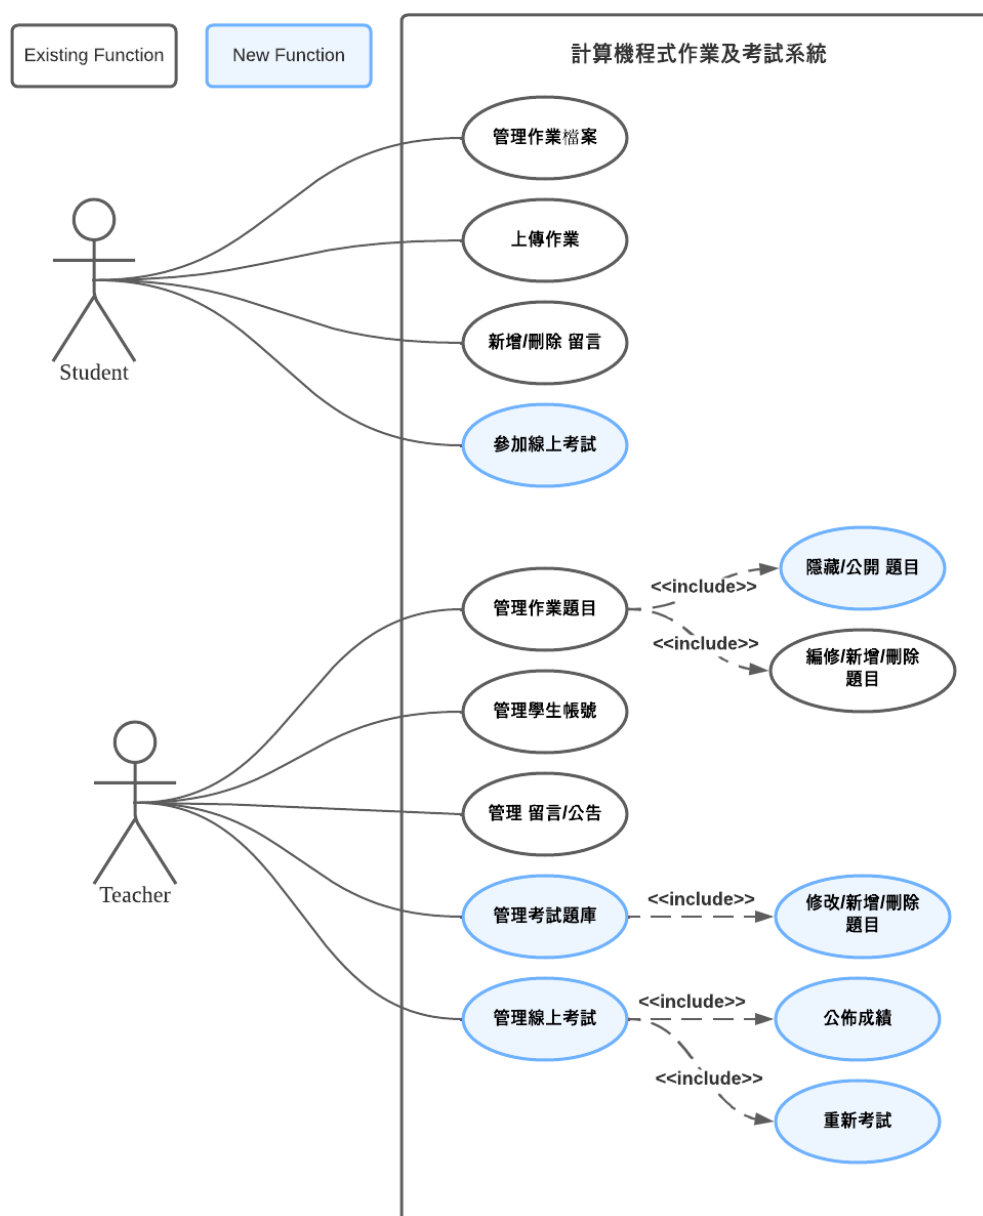 Existing Function
New Function
計算機程式作業及考試系統
管理作業檔案
上傳作業
新增/刪除 留言
參加線上考試
Student
管理作業題目
<<include>>
隱藏/公開 題目
<<include>>
編修/新增/刪除
題目
管理學生帳號
管理 留言/公告
Teacher
管理考試題庫
<<include>>
修改/新增/刪除
題目
管理線上考試
<<include>>
公佈成績
<<include>>
重新考試